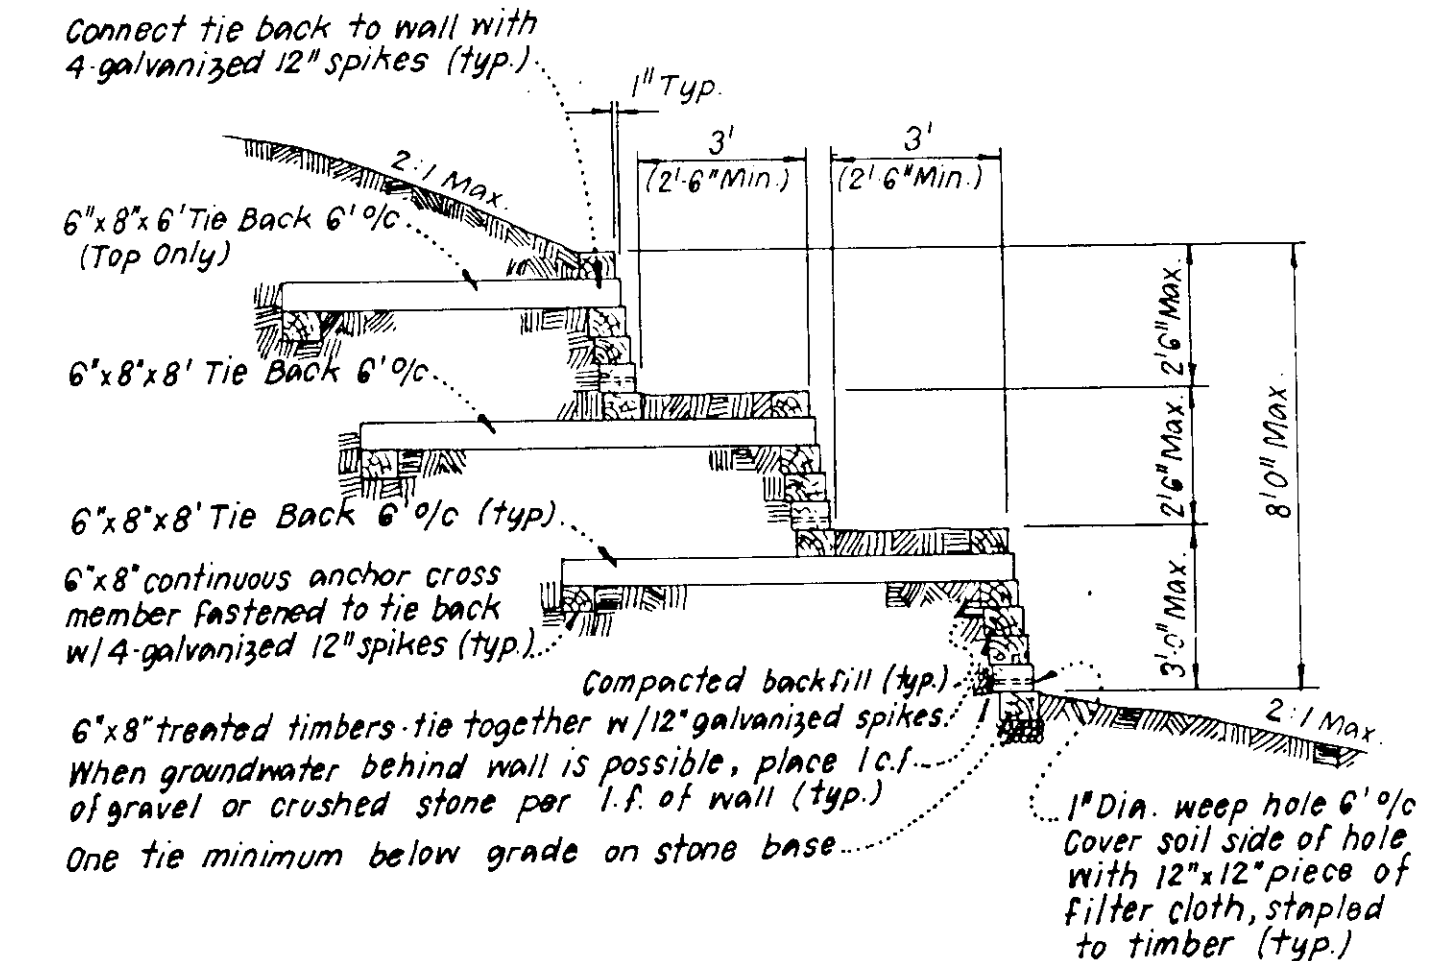 Connect tie back to wall with
4-galvanized 12" spikes (typ.)
1" Typ.
3'
(2'-6" Min.)
3'
(2'-6" Min.)
2:1 Max.
6"x 8"x 6' Tie Back 6' o/c
(Top Only)
2'6" Max.
6"x8"x8' Tie Back 6' o/c
2'6" Max.
8'0" Max
6"x8"x8' Tie Back 6' o/c (typ)
3'0" Max
6"x8" continuous anchor cross
member fastened to tie back
w/ 4-galvanized 12" spikes (typ.)
Compacted backfill (typ.)
6"x8" treated timbers-tie together w/12" galvanized spikes.
2:1 Max.
When groundwater behind wall is possible, place 1 c.f.
of gravel or crushed stone per l.f. of wall (typ.)
One tie minimum below grade on stone base
1" Dia. weep hole 6' o/c
Cover soil side of hole
with 12"x12" piece of
filter cloth, stapled
to timber (typ.)